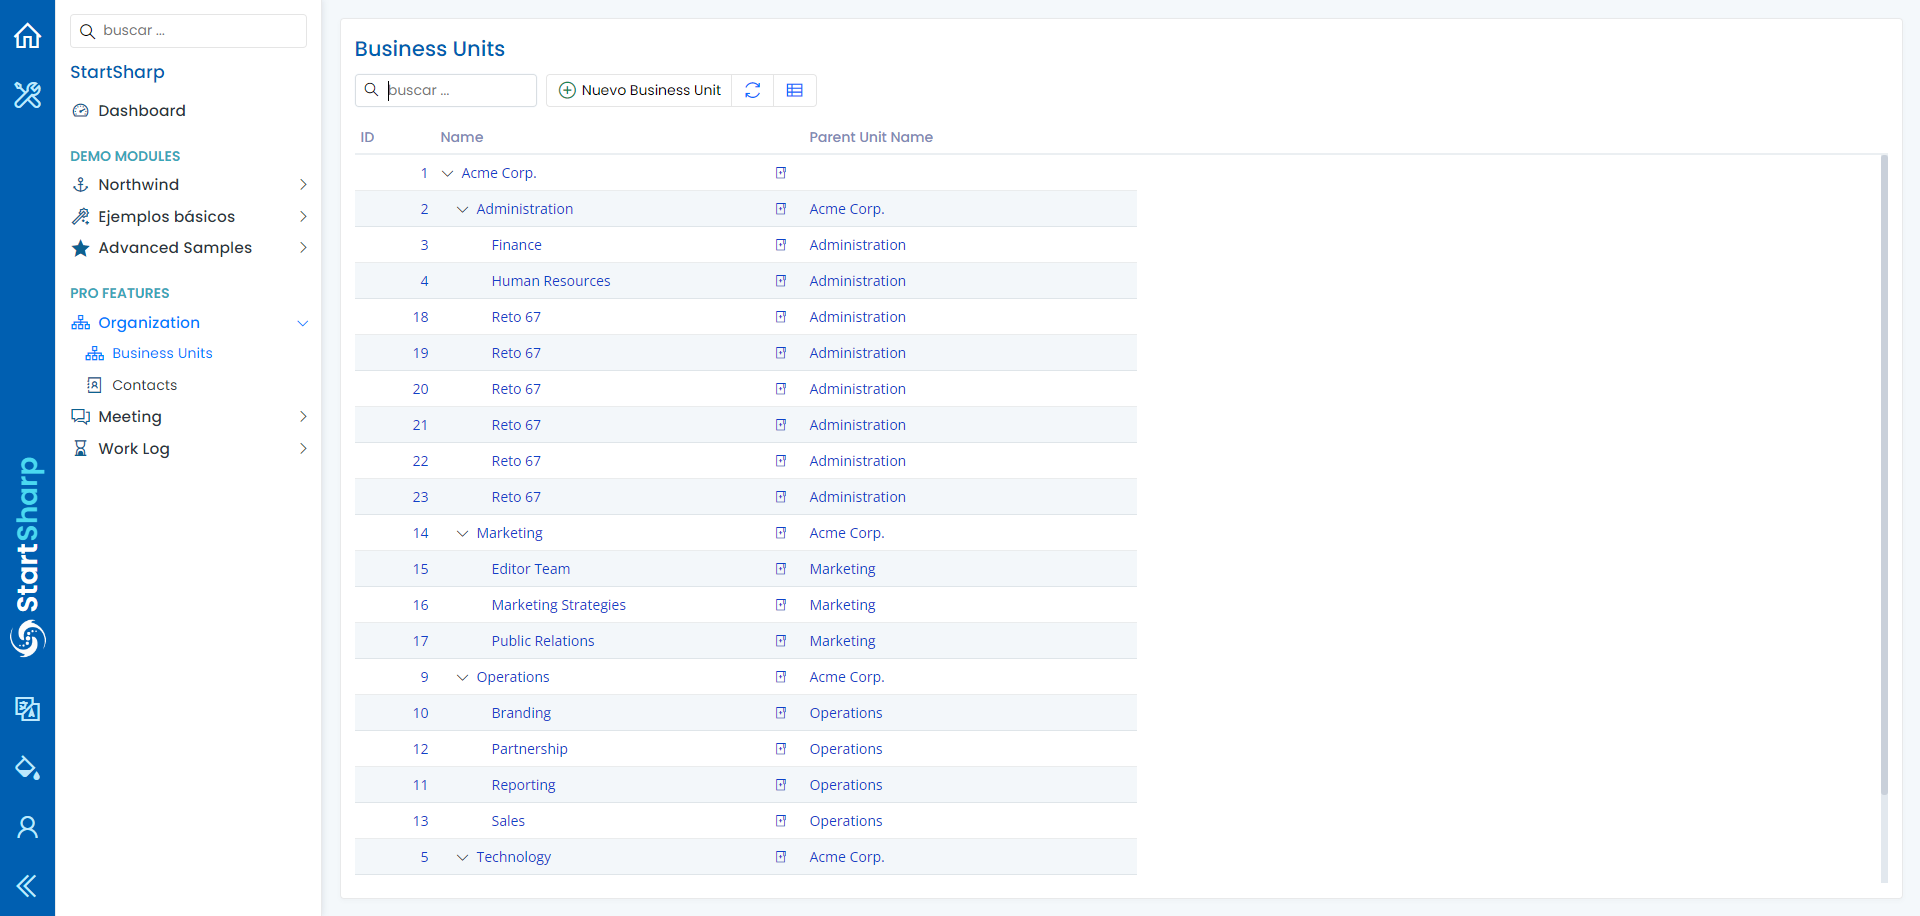 buscar ...
StartSharp
Dashboard
DEMO MODULES
Northwind
Ejemplos básicos
Advanced Samples
PRO FEATURES
Organization
Business Units
Contacts
Meeting
Work Log
StartSharp
Business Units
buscar ...
Nuevo Business Unit
ID Name Parent Unit Name
1 Acme Corp.
2 Administration Acme Corp.
3 Finance Administration
4 Human Resources Administration
18 Reto 67 Administration
19 Reto 67 Administration
20 Reto 67 Administration
21 Reto 67 Administration
22 Reto 67 Administration
23 Reto 67 Administration
14 Marketing Acme Corp.
15 Editor Team Marketing
16 Marketing Strategies Marketing
17 Public Relations Marketing
9 Operations Acme Corp.
10 Branding Operations
12 Partnership Operations
11 Reporting Operations
13 Sales Operations
5 Technology Acme Corp.